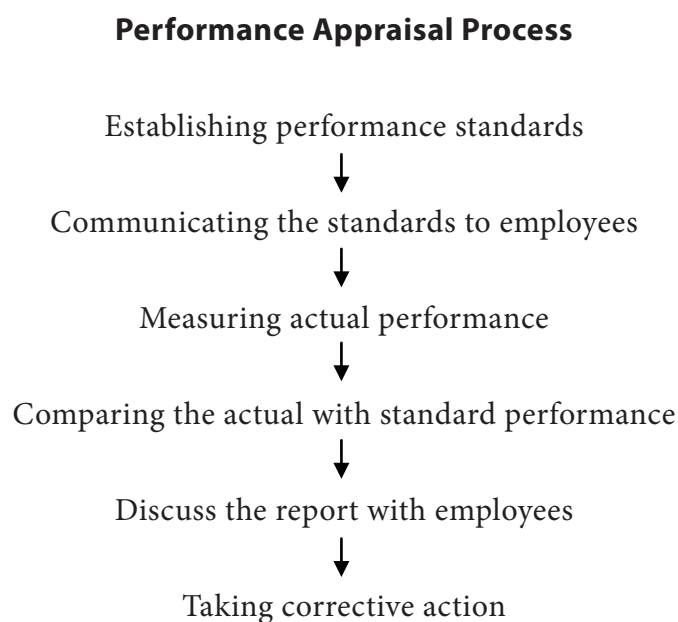 Performance Appraisal Process
Establishing performance standards
Communicating the standards to employees
Measuring actual performance
Comparing the actual with standard performance
Discuss the report with employees
Taking corrective action